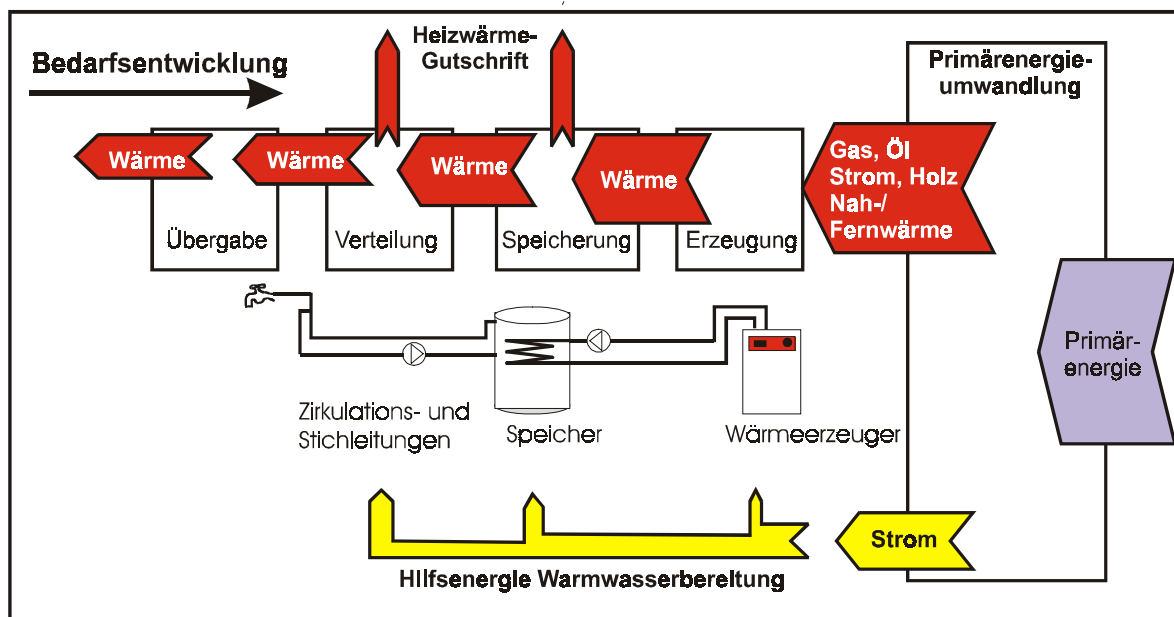 Heizwärme-
Gutschrift
Bedarfsentwicklung
Primärenergie-
umwandlung
Wärme
Wärme
Wärme
Wärme
Gas, Öl
Strom, Holz
Nah-/
Fernwärme
Übergabe
Verteilung
Speicherung
Erzeugung
Primär-
energie
Zirkulations- und
Stichleitungen
Speicher
Wärmeerzeuger
Strom
HIlfsenergie Warmwasserbereitung